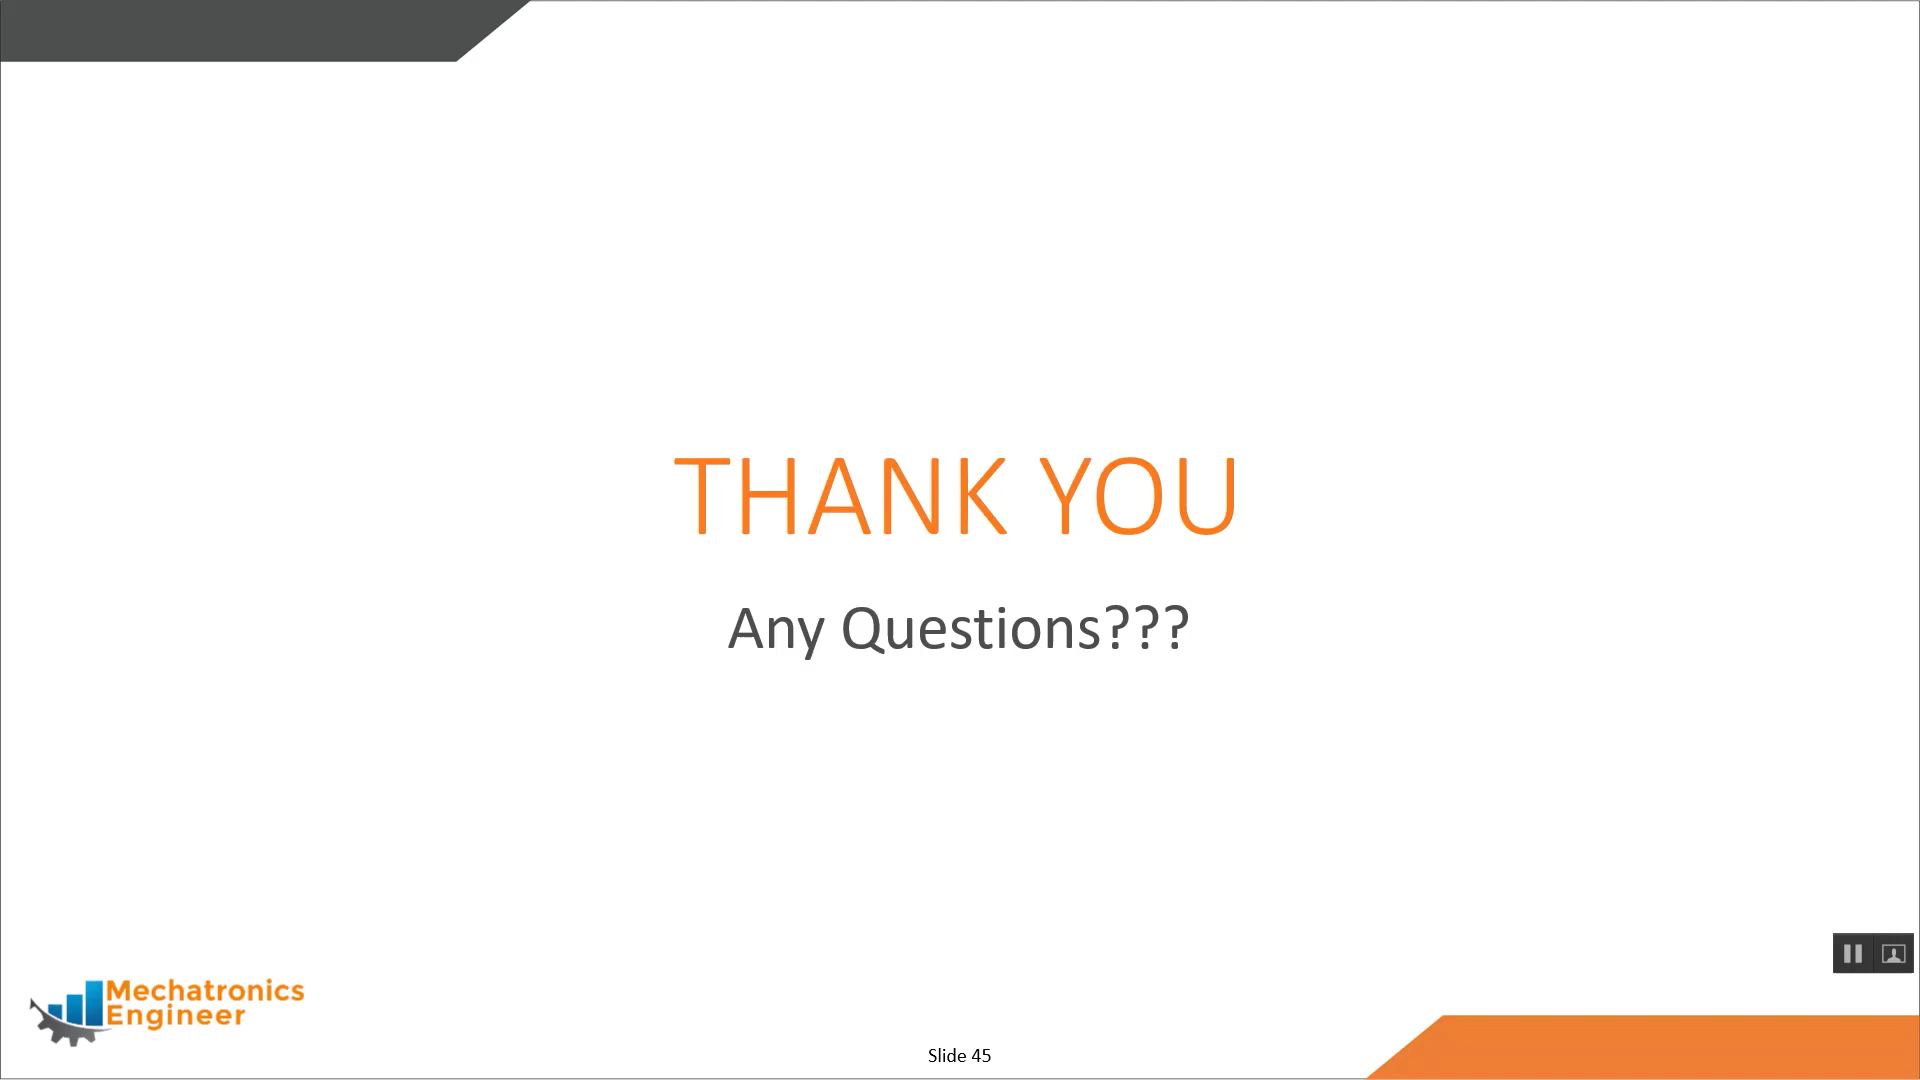 THANK YOU
Any Questions???
Mechatronics
Engineer
Slide 45